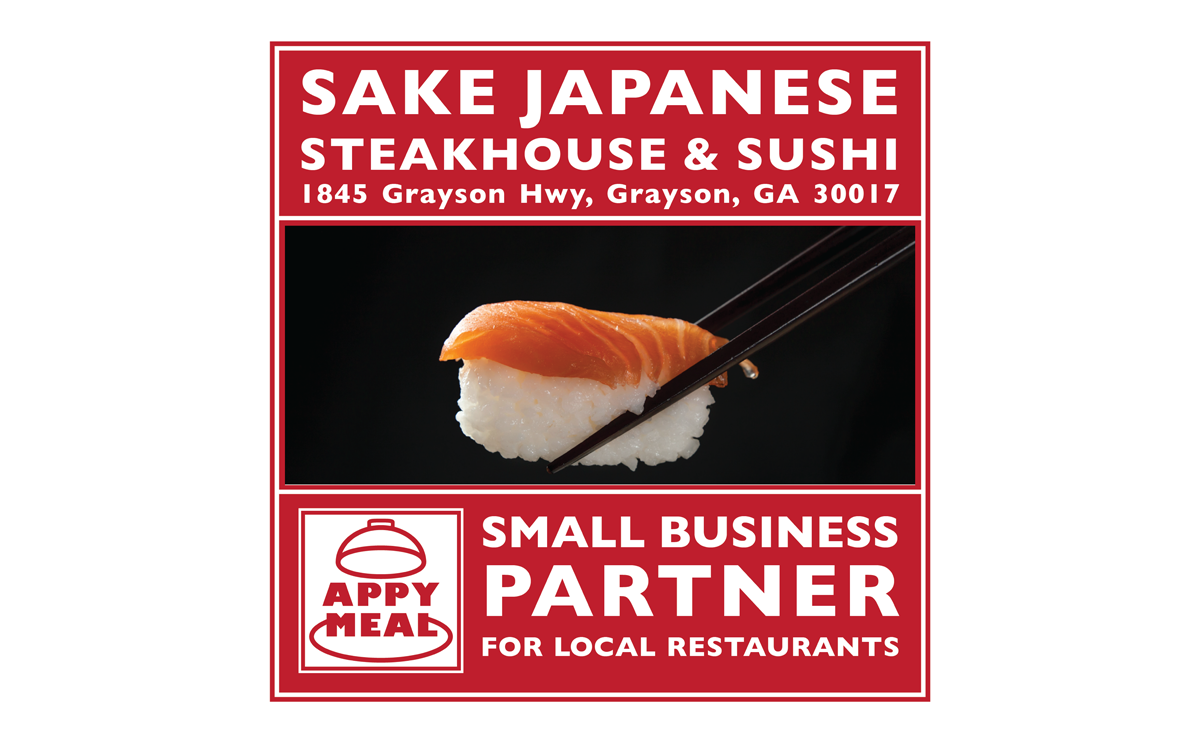 SAKE JAPANESE
STEAKHOUSE & SUSHI
1845 Grayson Hwy, Grayson, GA 30017
APPY
MEAL
SMALL BUSINESS
PARTNER
FOR LOCAL RESTAURANTS